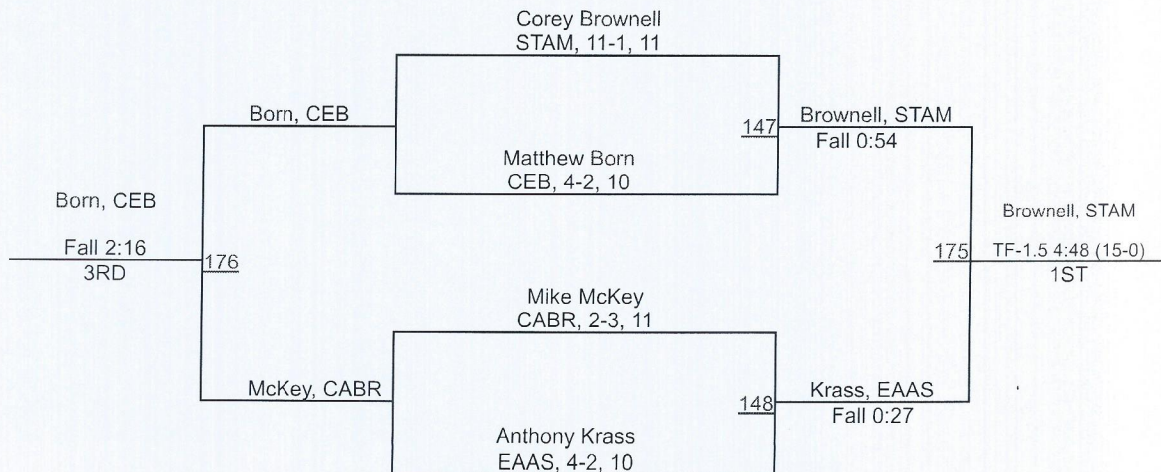 Corey Brownell
STAM, 11-1, 11
Born, CEB
147
Brownell, STAM
Fall 0:54
Matthew Born
CEB, 4-2, 10
Born, CEB
Fall 2:16
3RD
176
Brownell, STAM
175
TF-1.5 4:48 (15-0)
1ST
Mike McKey
CABR, 2-3, 11
McKey, CABR
148
Krass, EAAS
Fall 0:27
Anthony Krass
EAAS, 4-2, 10